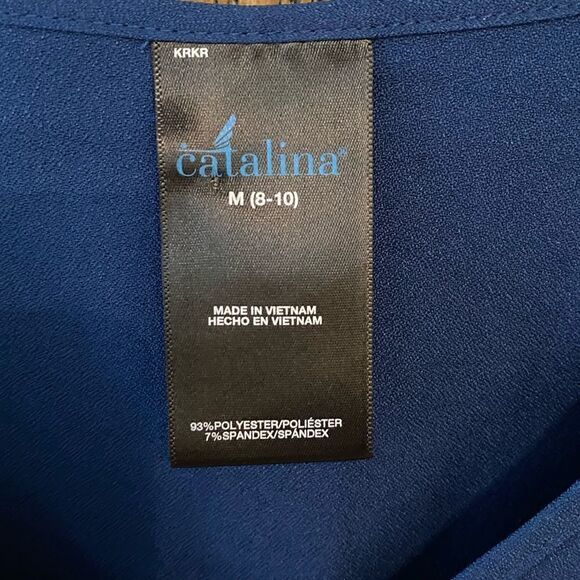 KRKR
catalina®
M (8-10)
MADE IN VIETNAM
HECHO EN VIETNAM
93%POLYESTER/POLIÉSTER
7%SPANDEX/SPÁNDEX